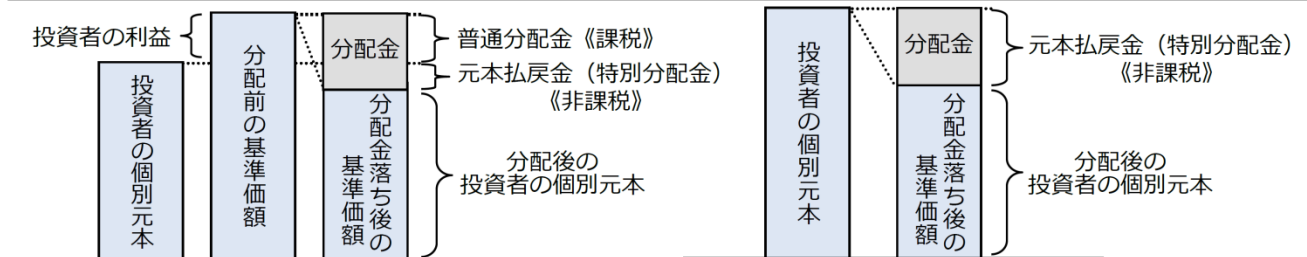 投資者の利益
投資者の個別元本
分配前の基準価額
分配金
分配金落ち後の
基準価額
普通分配金《課税》
元本払戻金（特別分配金）
《非課税》
分配後の
投資者の個別元本
投資者の個別元本
分配金
分配金落ち後の
基準価額
元本払戻金（特別分配金）
《非課税》
分配後の
投資者の個別元本